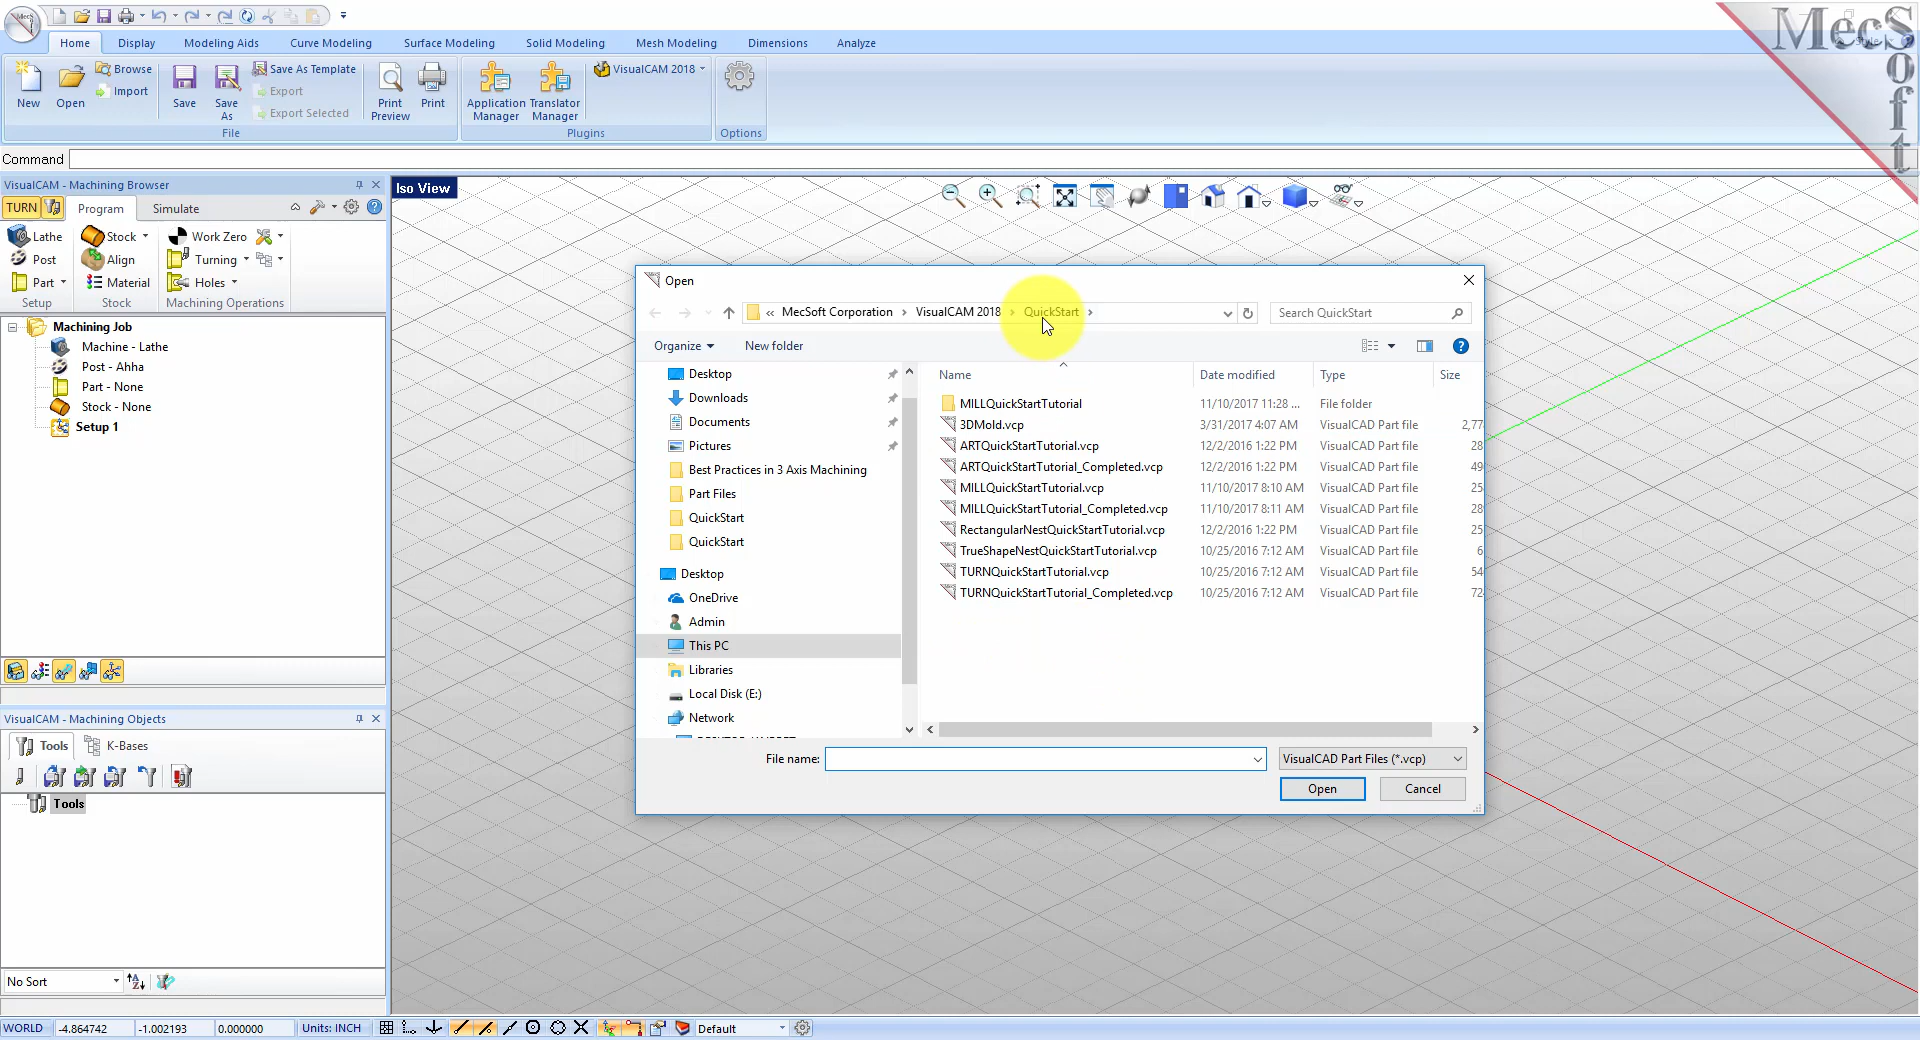 MecSoft
Home Display Modeling Aids Curve Modeling Surface Modeling Solid Modeling Mesh Modeling Dimensions Analyze
New Open Browse Import Save Save As Save As Template Export Export Selected Print Preview Print Application Manager Translator Manager VisualCAM 2018
File Plugins Options
Command
VisualCAM - Machining Browser
Iso View
TURN Program Simulate
Lathe Stock Work Zero
Post Align Turning
Part Material Holes
Setup Stock Machining Operations
Machining Job
Machine - Lathe
Post - Ahha
Part - None
Stock - None
Setup 1
Open
« MecSoft Corporation › VisualCAM 2018 › QuickStart › Search QuickStart
Organize New folder
Desktop
Downloads
Documents
Pictures
Best Practices in 3 Axis Machining
Part Files
QuickStart
QuickStart
Desktop
OneDrive
Admin
This PC
Libraries
Local Disk (E:)
Network
Name Date modified Type Size
MILLQuickStartTutorial 11/10/2017 11:28 ... File folder
3DMold.vcp 3/31/2017 4:07 AM VisualCAD Part file 2,77
ARTQuickStartTutorial.vcp 12/2/2016 1:22 PM VisualCAD Part file 28
ARTQuickStartTutorial_Completed.vcp 12/2/2016 1:22 PM VisualCAD Part file 49
MILLQuickStartTutorial.vcp 11/10/2017 8:10 AM VisualCAD Part file 25
MILLQuickStartTutorial_Completed.vcp 11/10/2017 8:11 AM VisualCAD Part file 28
RectangularNestQuickStartTutorial.vcp 12/2/2016 1:22 PM VisualCAD Part file 25
TrueShapeNestQuickStartTutorial.vcp 10/25/2016 7:12 AM VisualCAD Part file 6
TURNQuickStartTutorial.vcp 10/25/2016 7:12 AM VisualCAD Part file 54
TURNQuickStartTutorial_Completed.vcp 10/25/2016 7:12 AM VisualCAD Part file 72
File name: VisualCAD Part Files (*.vcp)
Open Cancel
VisualCAM - Machining Objects
Tools K-Bases
Tools
No Sort
WORLD -4.864742 -1.002193 0.000000 Units: INCH Default